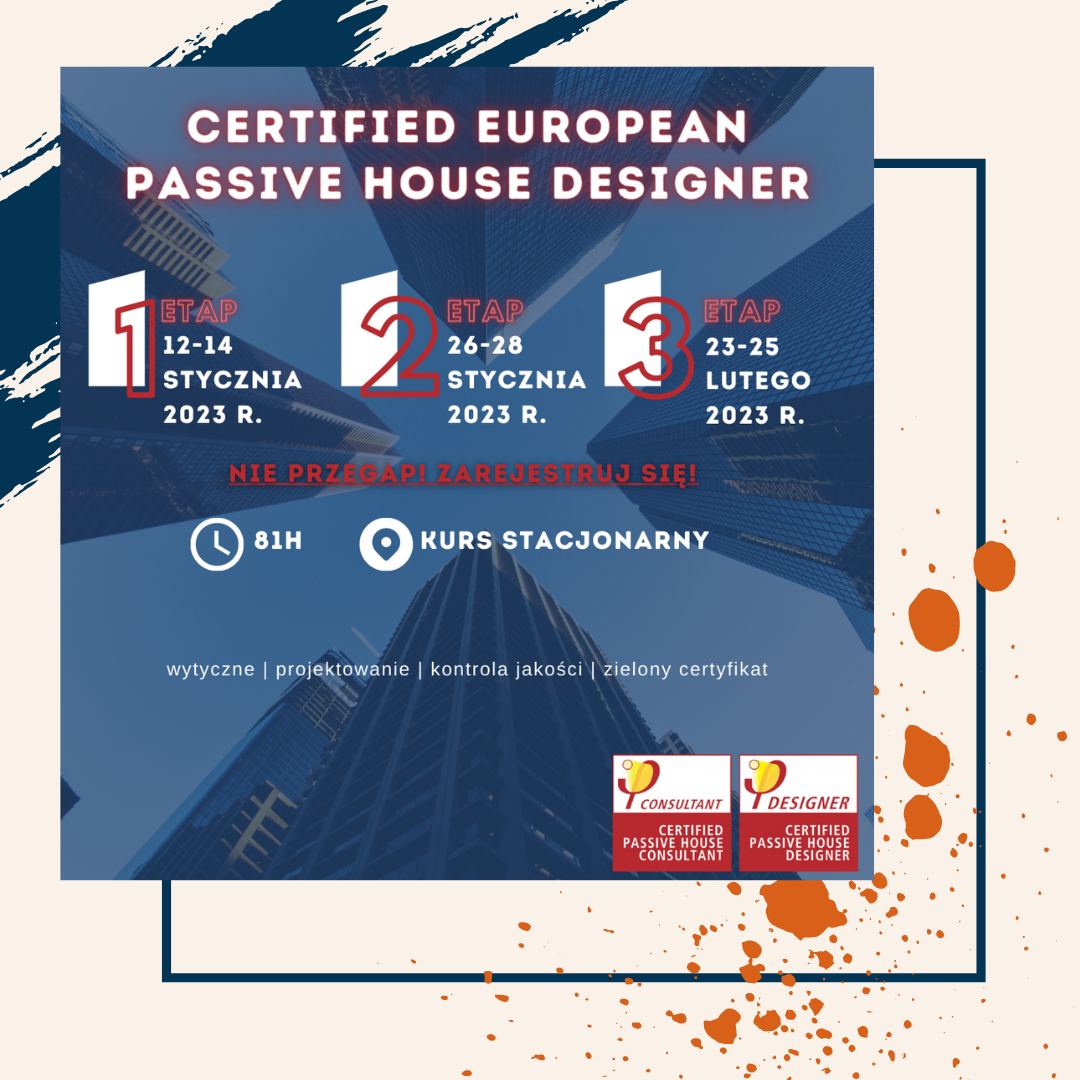 CERTIFIED EUROPEAN
PASSIVE HOUSE DESIGNER
1 ETAP
12-14
STYCZNIA
2023 R.
2 ETAP
26-28
STYCZNIA
2023 R.
3 ETAP
23-25
LUTEGO
2023 R.
NIE PRZEGAP! ZAREJESTRUJ SIĘ!
81H
KURS STACJONARNY
wytyczne | projektowanie | kontrola jakości | zielony certyfikat
CONSULTANT
CERTIFIED
PASSIVE HOUSE
CONSULTANT
DESIGNER
CERTIFIED
PASSIVE HOUSE
DESIGNER